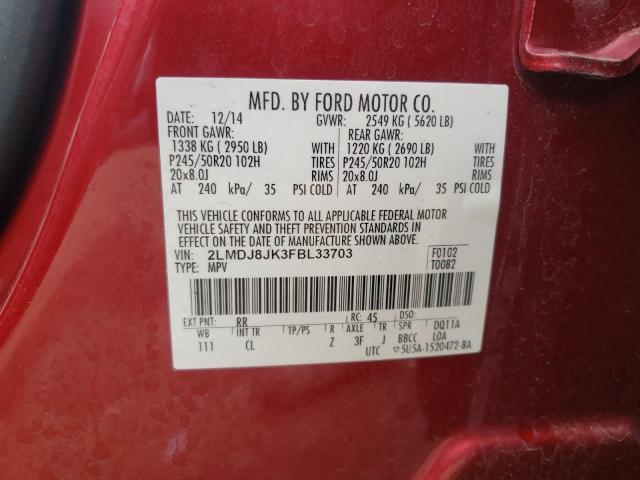 MFD. BY FORD MOTOR CO.
DATE: 12/14 GVWR: 2549 KG ( 5620 LB)
FRONT GAWR: REAR GAWR:
1338 KG ( 2950 LB) WITH 1220 KG ( 2690 LB) WITH
P245/50R20 102H TIRES P245/50R20 102H TIRES
20x8.0J RIMS 20x8.0J RIMS
AT 240 kPa/ 35 PSI COLD AT 240 kPa/ 35 PSI COLD
THIS VEHICLE CONFORMS TO ALL APPLICABLE FEDERAL MOTOR
VEHICLE SAFETY AND THEFT PREVENTION STANDARDS IN
EFFECT ON THE DATE OF MANUFACTURE SHOWN ABOVE.
VIN: 2LMDJ8JK3FBL33703 F0102
TYPE: MPV T0082
EXT PNT: RR RC: 45 DSO:
WB INT TR TP/PS R AXLE TR SPR DQ11A
111 CL Z 3F J BBCC LOA
UTC ▽5U5A-1520472-BA